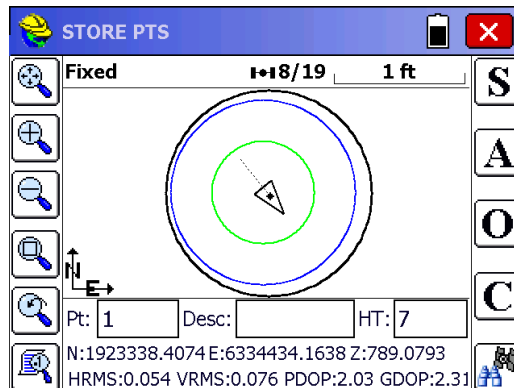 STORE PTS
Fixed 8/19 1 ft
S
A
O
C
N
E
Pt: 1 Desc: HT: 7
N:1923338.4074 E:6334434.1638 Z:789.0793
HRMS:0.054 VRMS:0.076 PDOP:2.03 GDOP:2.31